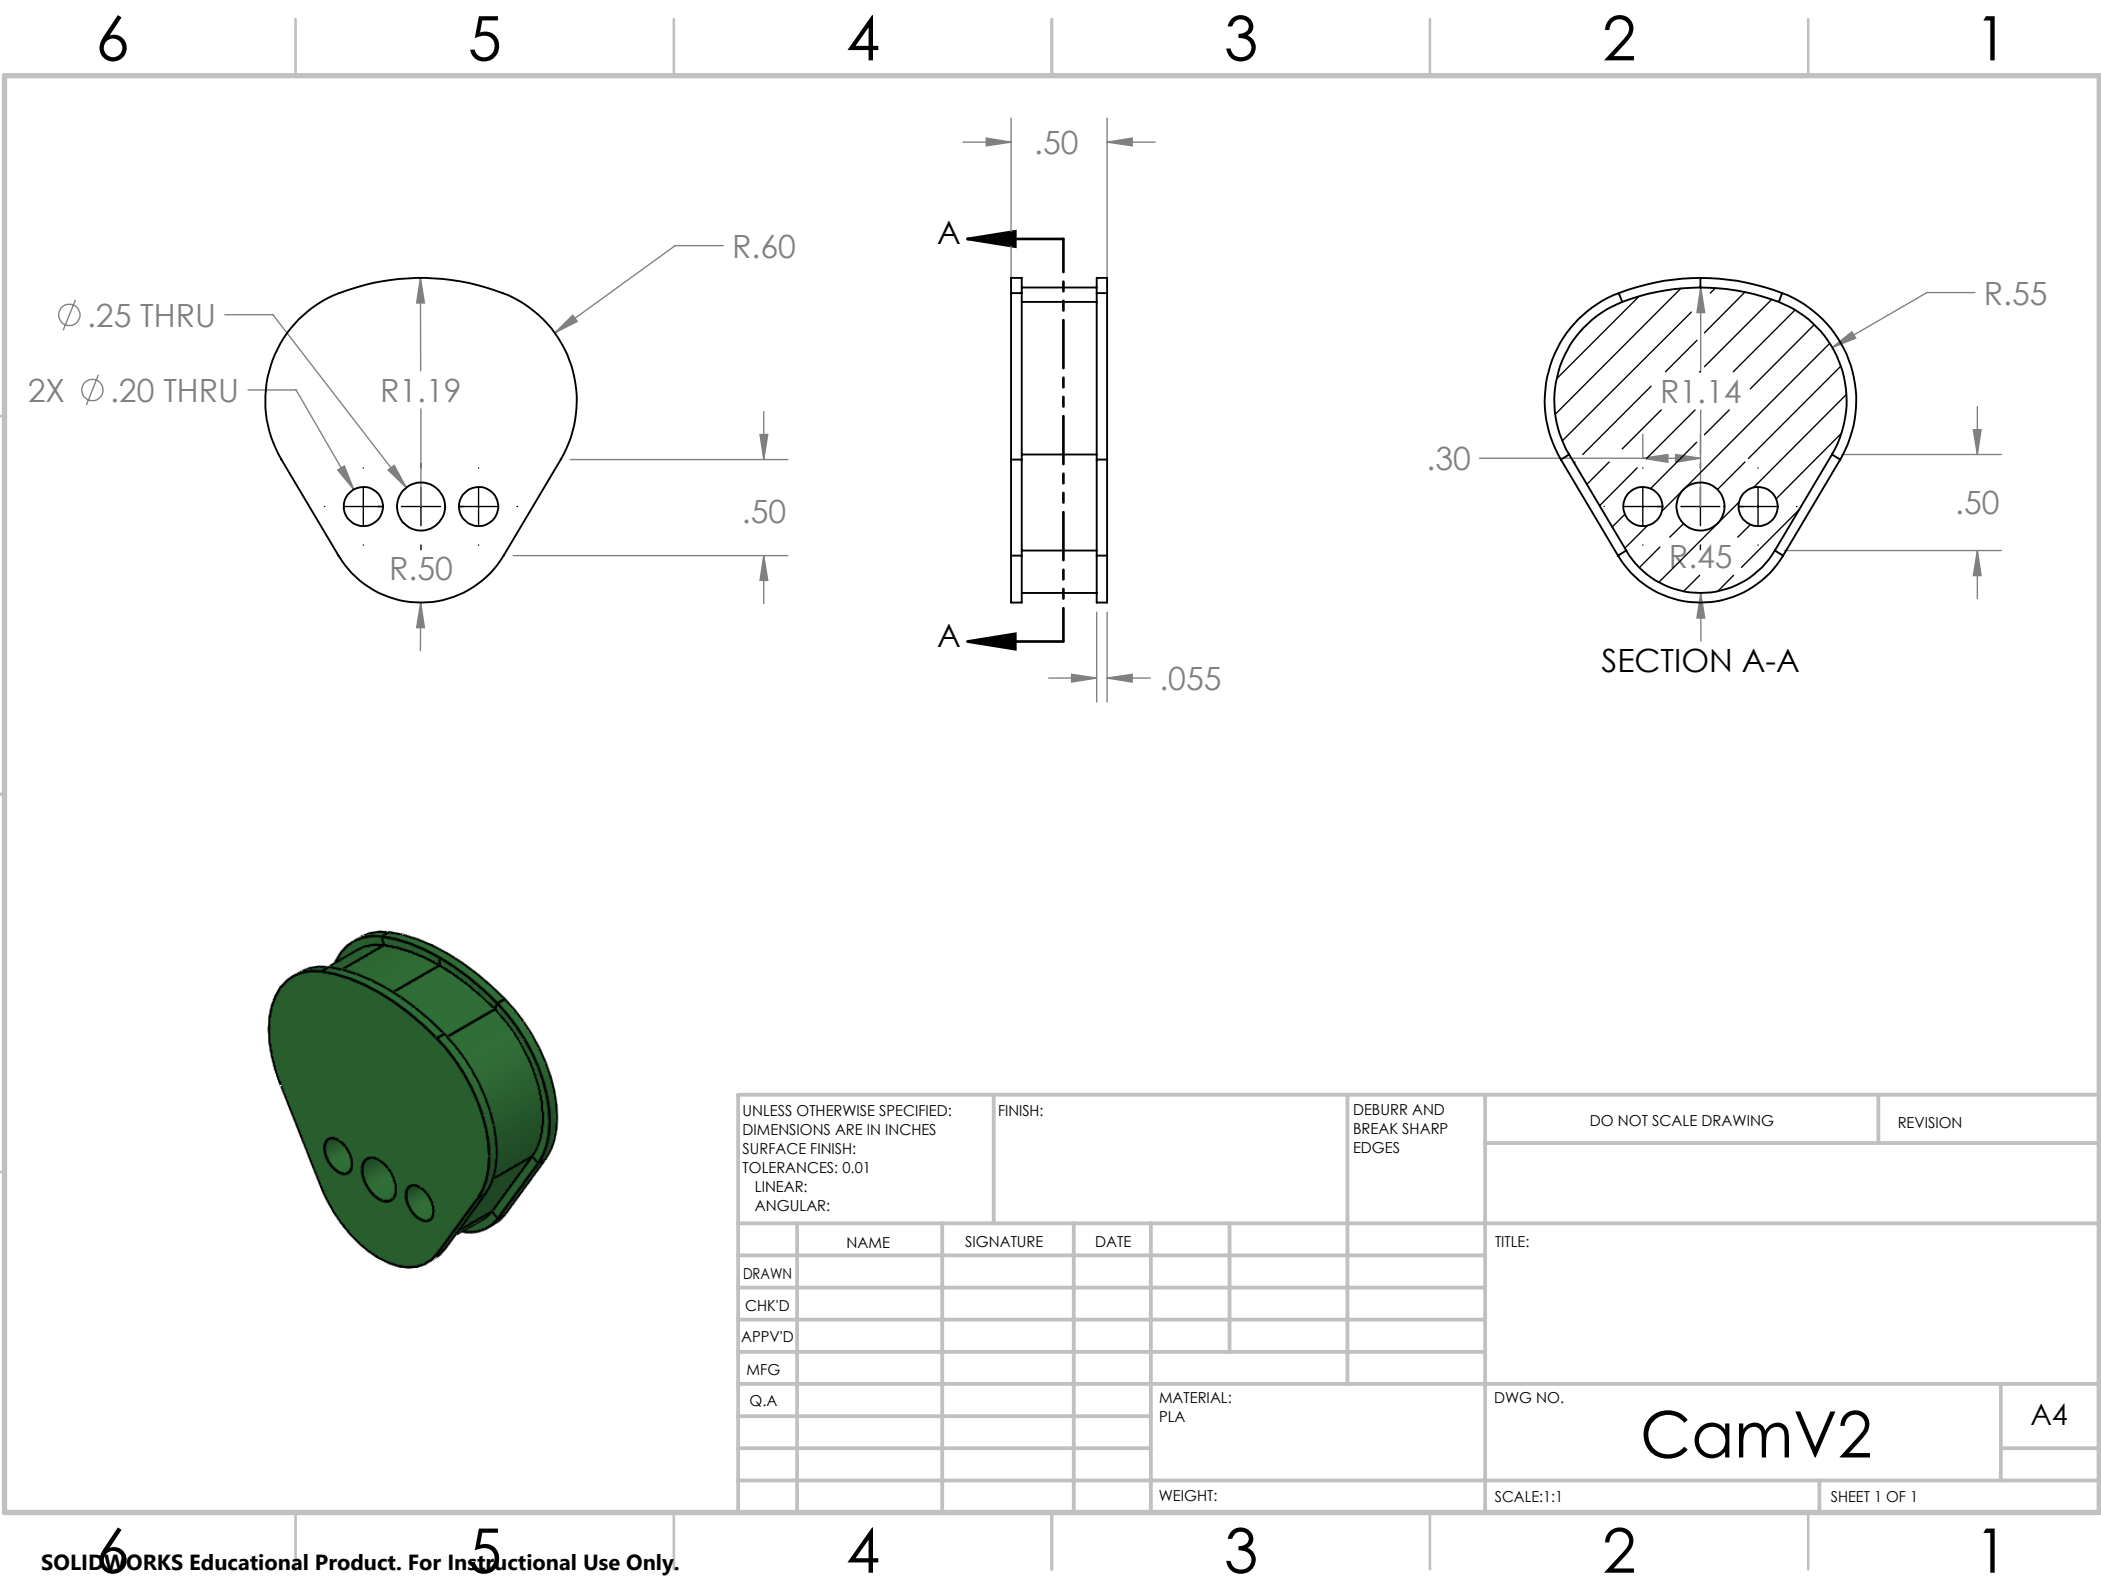 6 5 4 3 2 1
.50
A
R.60
R.55
∅ .25 THRU
2X ∅ .20 THRU
R1.19
R1.14
.30
.50
.50
R.50
R.45
A
SECTION A-A
.055
UNLESS OTHERWISE SPECIFIED:
DIMENSIONS ARE IN INCHES
SURFACE FINISH:
TOLERANCES: 0.01
LINEAR:
ANGULAR:
FINISH:
DEBURR AND
BREAK SHARP
EDGES
DO NOT SCALE DRAWING
REVISION
NAME SIGNATURE DATE
TITLE:
DRAWN
CHK'D
APPV'D
MFG
Q.A
MATERIAL:
PLA
DWG NO.
CamV2
A4
WEIGHT:
SCALE:1:1
SHEET 1 OF 1
6 5 4 3 2 1
SOLIDWORKS Educational Product. For Instructional Use Only.